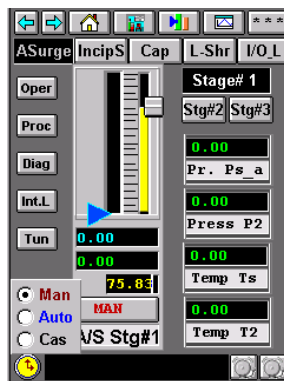 * * *
ASurge IncipS Cap L-Shr I/O_L
Oper
Proc
Diag
Int.L
Tun
Stage# 1
Stg#2 Stg#3
0.00
Pr. Ps_a
0.00
Press P2
0.00
Temp Ts
0.00
Temp T2
0.00
0.00
75.83
MAN
A/S Stg#1
Man
Auto
Cas